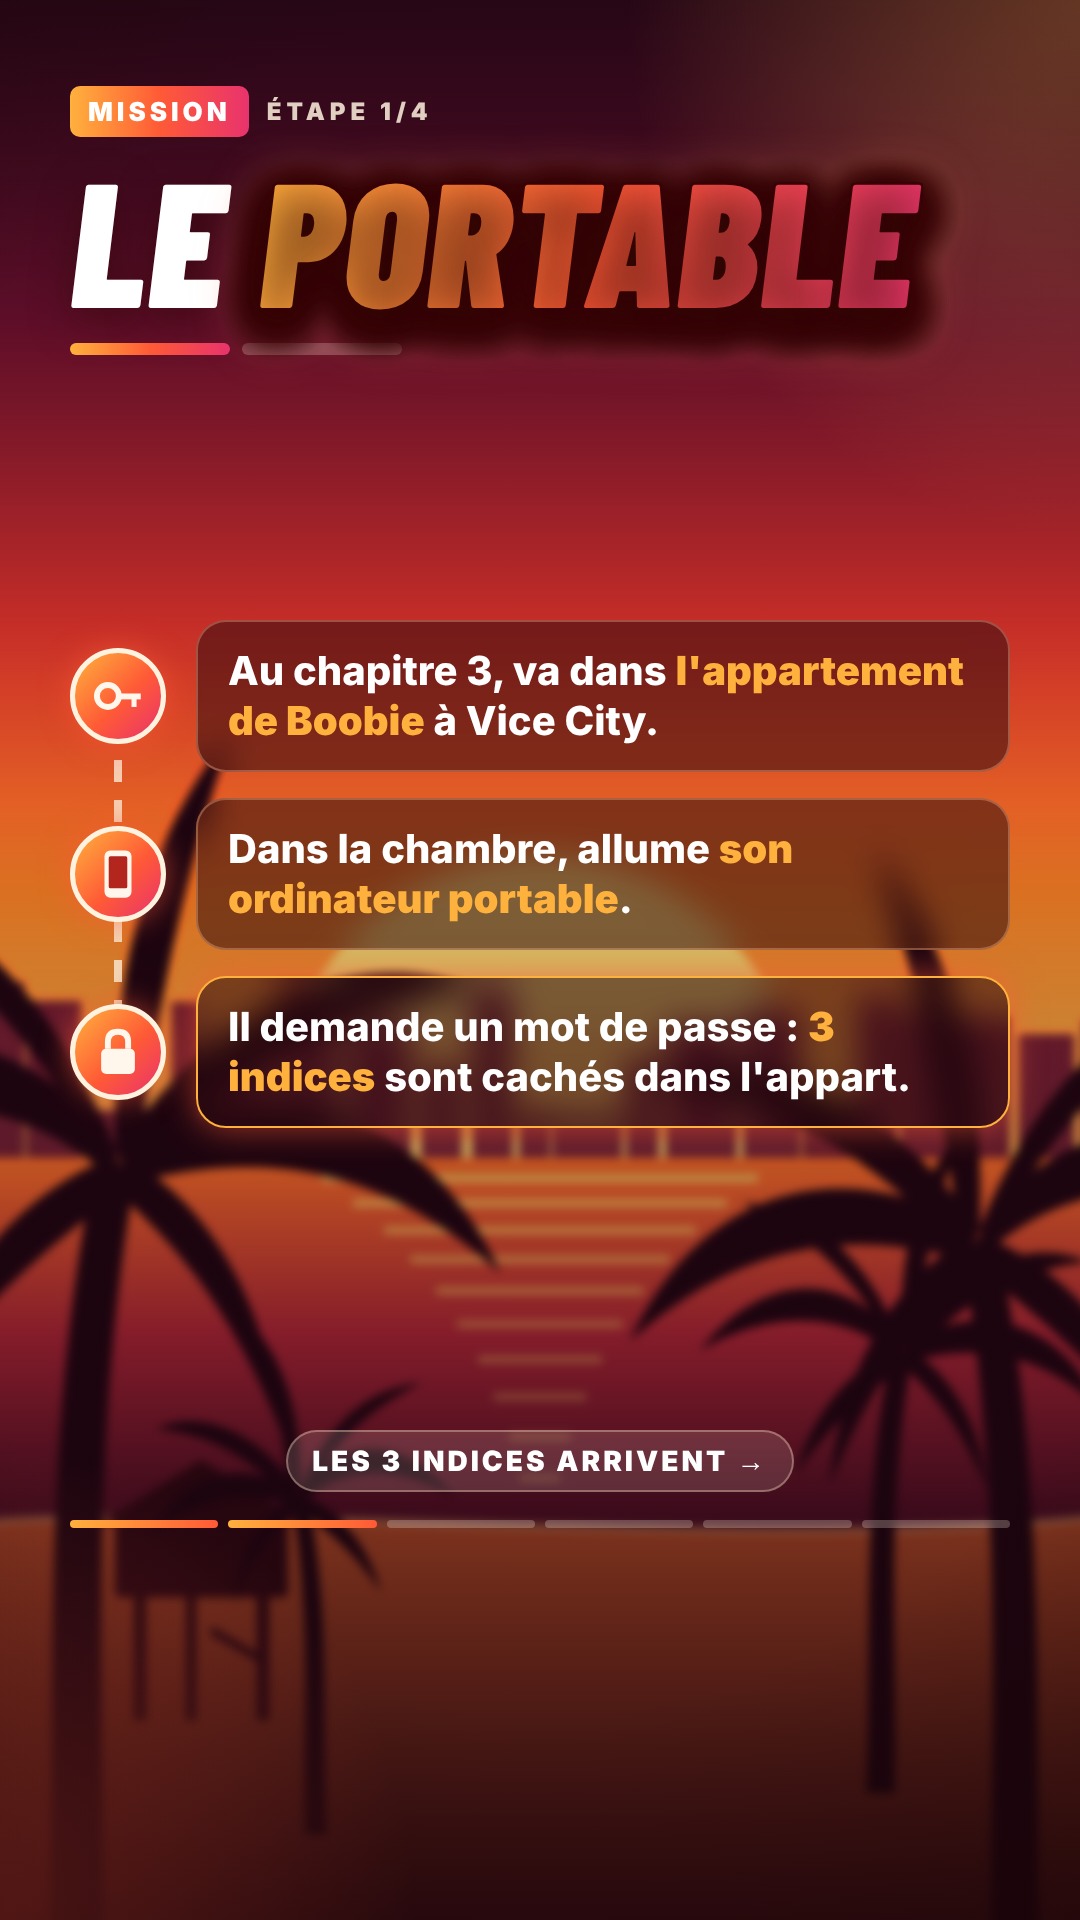 MISSION ÉTAPE 1/4
LE PORTABLE
Au chapitre 3, va dans l'appartement
de Boobie à Vice City.
Dans la chambre, allume son
ordinateur portable.
Il demande un mot de passe : 3
indices sont cachés dans l'appart.
LES 3 INDICES ARRIVENT →